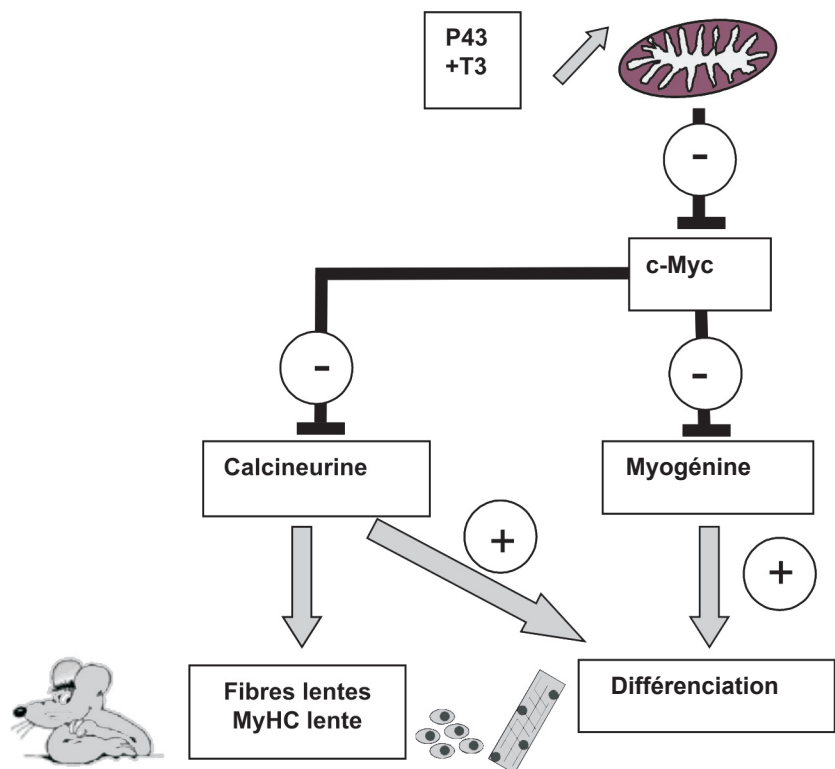 P43
+T3
-
c-Myc
-
-
Calcineurine
Myogénine
+
+
Fibres lentes
MyHC lente
Différenciation